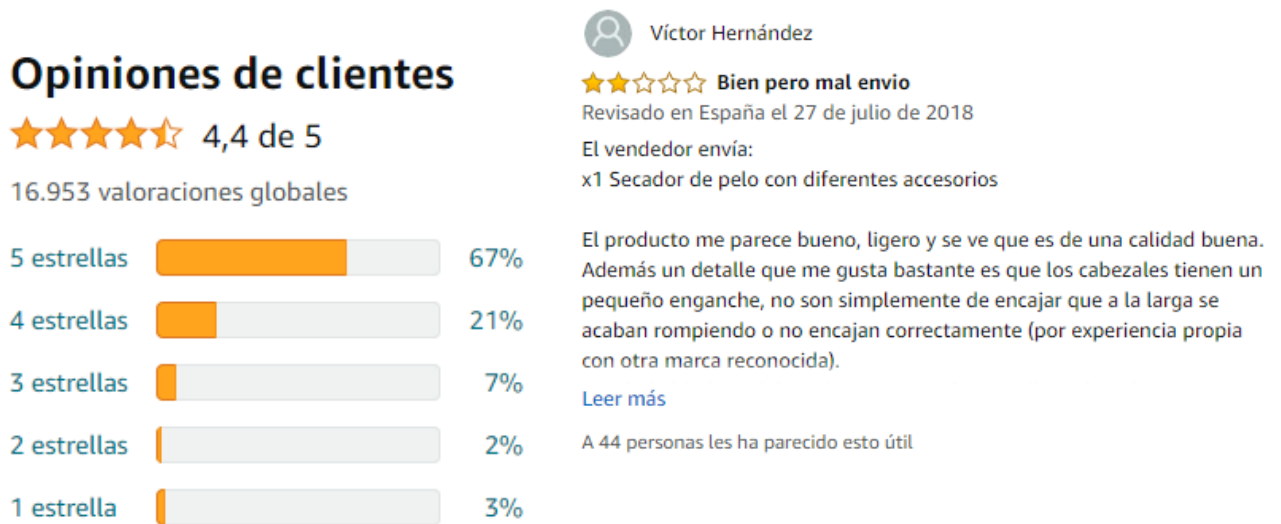 Opiniones de clientes
4,4 de 5
16.953 valoraciones globales
5 estrellas 67%
4 estrellas 21%
3 estrellas 7%
2 estrellas 2%
1 estrella 3%
Víctor Hernández
Bien pero mal envio
Revisado en España el 27 de julio de 2018
El vendedor envía:
x1 Secador de pelo con diferentes accesorios
El producto me parece bueno, ligero y se ve que es de una calidad buena.
Además un detalle que me gusta bastante es que los cabezales tienen un
pequeño enganche, no son simplemente de encajar que a la larga se
acaban rompiendo o no encajan correctamente (por experiencia propia
con otra marca reconocida).
Leer más
A 44 personas les ha parecido esto útil